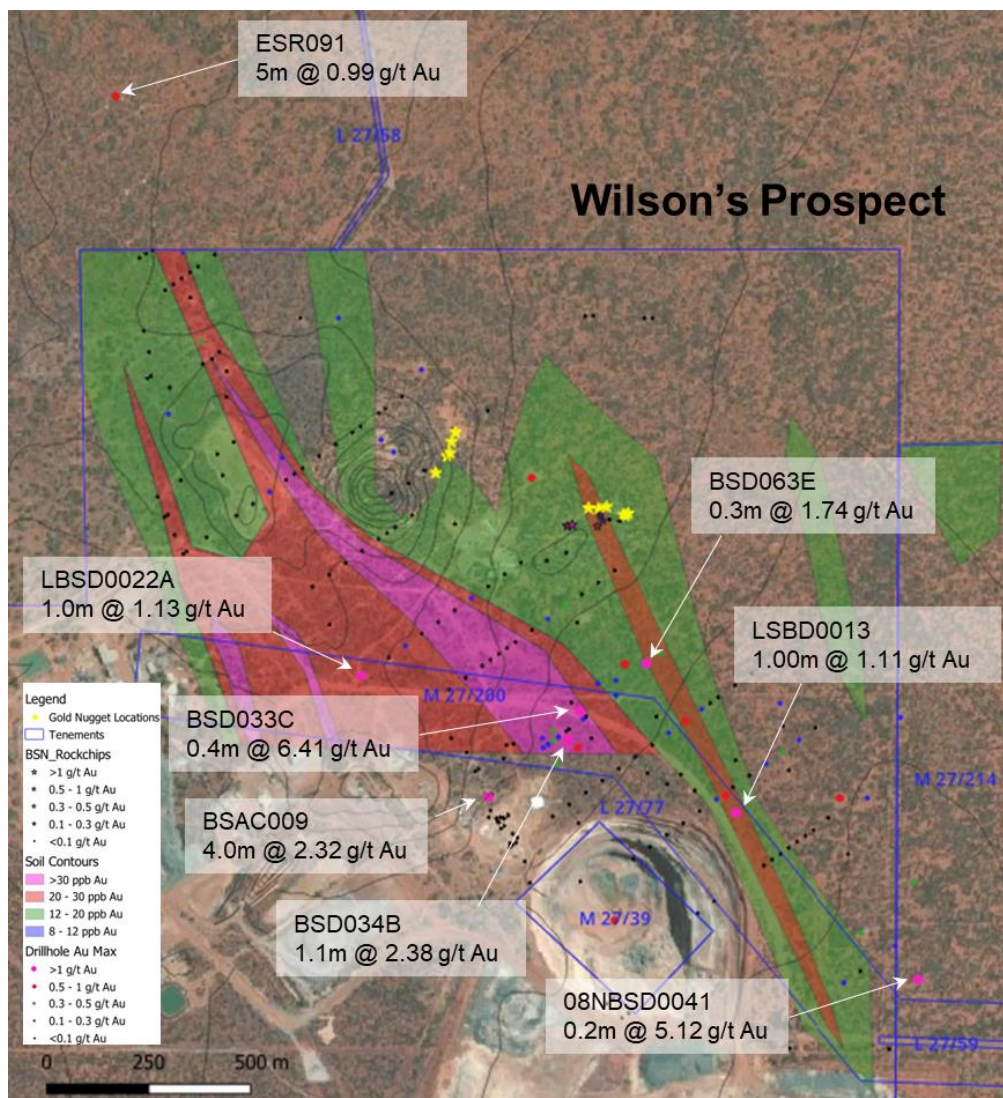 ESR091
5m @ 0.99 g/t Au
L 27/58
Wilson's Prospect
BSD063E
0.3m @ 1.74 g/t Au
LBSD0022A
1.0m @ 1.13 g/t Au
LSBD0013
1.00m @ 1.11 g/t Au
M 27/200
BSD033C
0.4m @ 6.41 g/t Au
M 27/214
L 27/77
BSAC009
4.0m @ 2.32 g/t Au
M 27/39
BSD034B
1.1m @ 2.38 g/t Au
08NBSD0041
0.2m @ 5.12 g/t Au
L 27/59
Legend
Gold Nugget Locations
Tenements
BSN_Rockchips
>1 g/t Au
0.5 - 1 g/t Au
0.3 - 0.5 g/t Au
0.1 - 0.3 g/t Au
<0.1 g/t Au
Soil Contours
>30 ppb Au
20 - 30 ppb Au
12 - 20 ppb Au
8 - 12 ppb Au
Drillhole Au Max
>1 g/t Au
0.5 - 1 g/t Au
0.3 - 0.5 g/t Au
0.1 - 0.3 g/t Au
<0.1 g/t Au
0 250 500 m